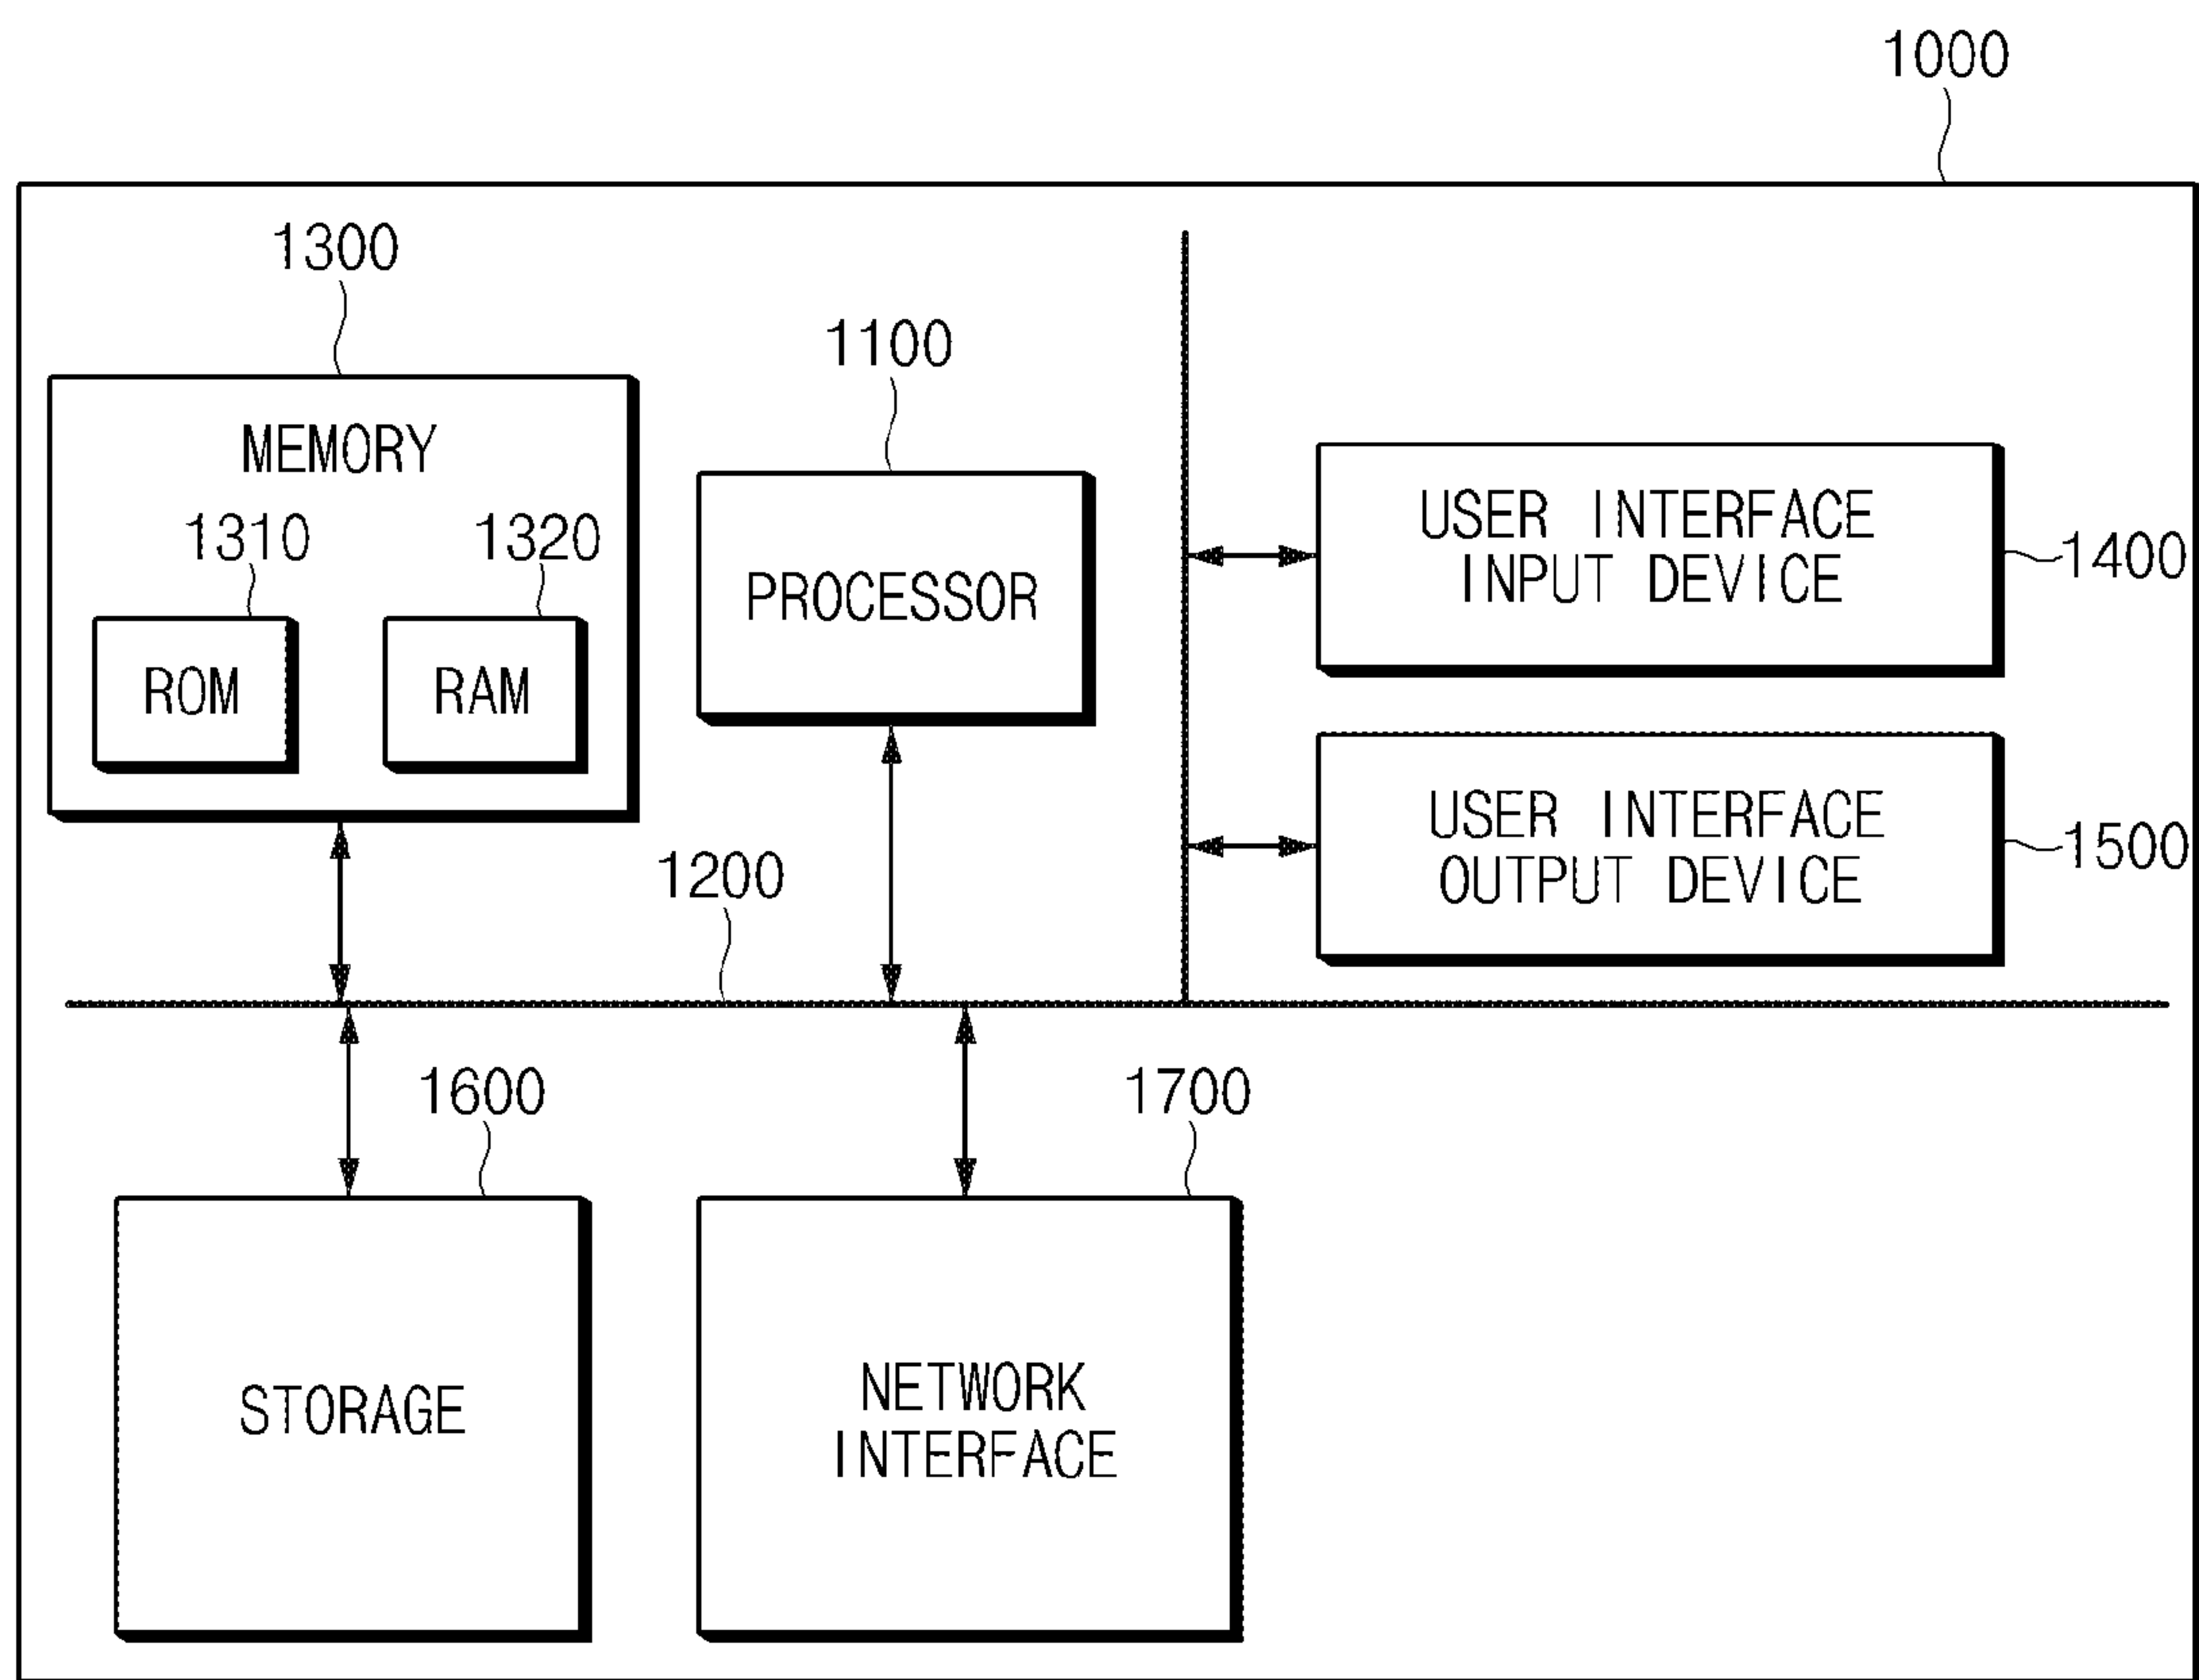 1000
1300
MEMORY
1310
1320
ROM
RAM
1100
PROCESSOR
USER INTERFACE
INPUT DEVICE
1400
USER INTERFACE
OUTPUT DEVICE
1500
1200
1600
STORAGE
1700
NETWORK
INTERFACE